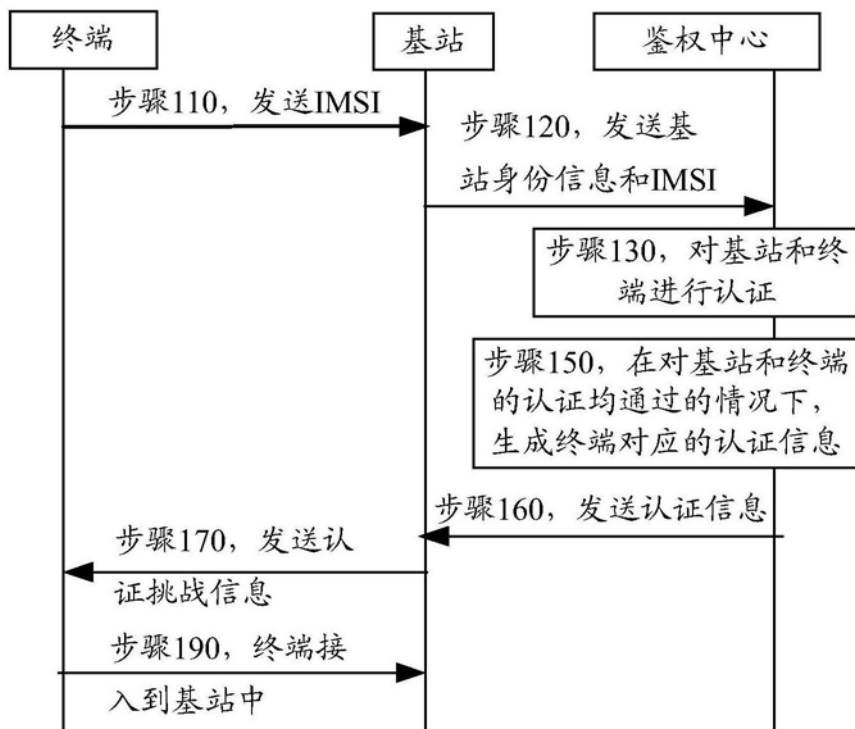 终端
基站
鉴权中心
步骤110，发送IMSI
步骤120，发送基
站身份信息和IMSI
步骤130，对基站和终
端进行认证
步骤150，在对基站和终端
的认证均通过的情况下，
生成终端对应的认证信息
步骤160，发送认证信息
步骤170，发送认
证挑战信息
步骤190，终端接
入到基站中